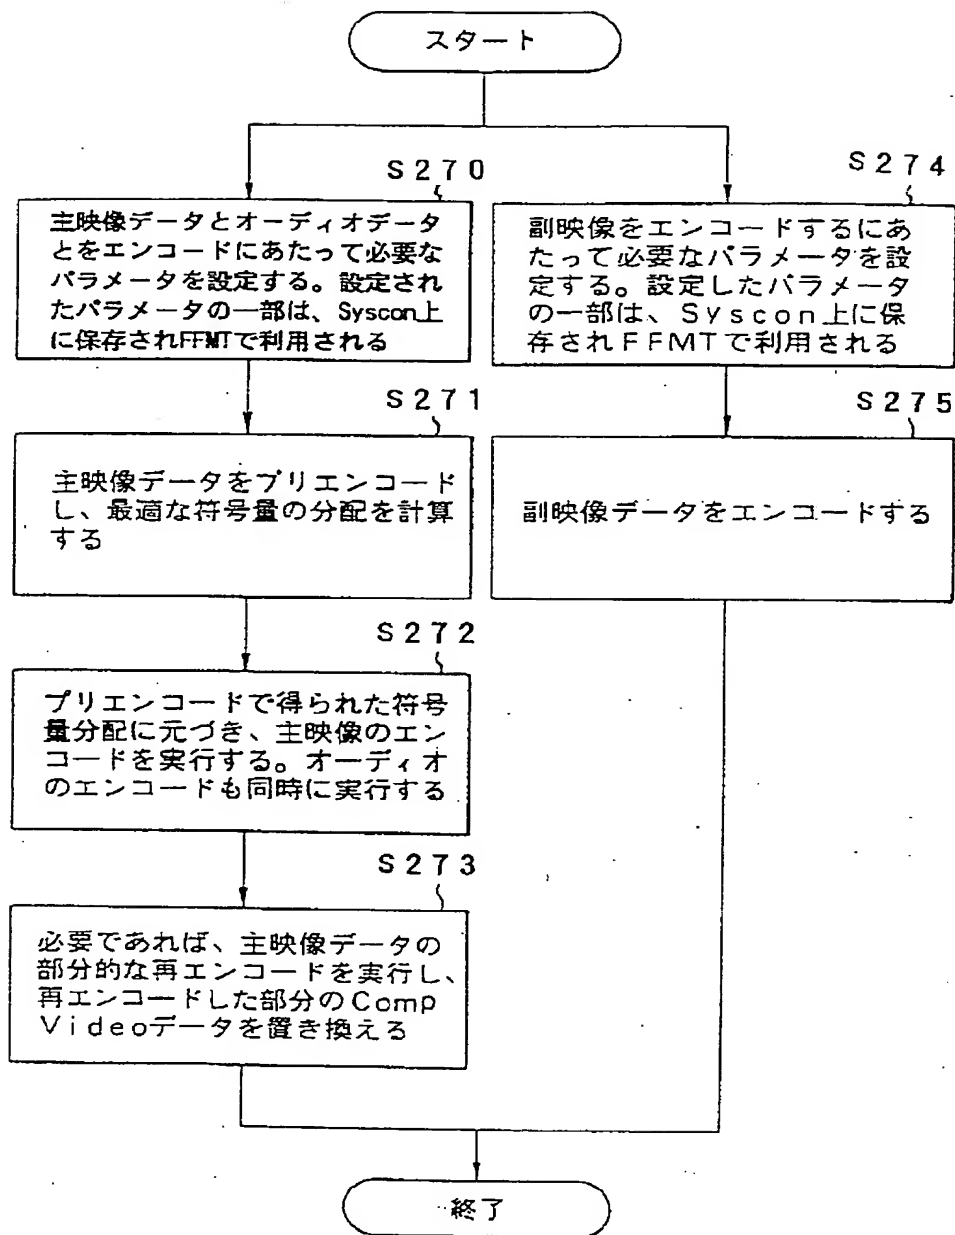 スタート
S270
主映像データとオーディオデータ
とをエンコードにあたって必要な
パラメータを設定する。設定され
たパラメータの一部は、Syscon上
に保存されFFMTで利用される
S271
主映像データをプリエンコード
し、最適な符号量の分配を計算
する
S272
プリエンコードで得られた符号
量分配に元づき、主映像のエン
コードを実行する。オーディオ
のエンコードも同時に実行する
S273
必要であれば、主映像データの
部分的な再エンコードを実行し、
再エンコードした部分のComp
Videoデータを置き換える
S274
副映像をエンコードするにあ
たって必要なパラメータを設
定する。設定したパラメータ
の一部は、Syscon上に保
存されFFMTで利用される
S275
副映像データをエンコードする
終了